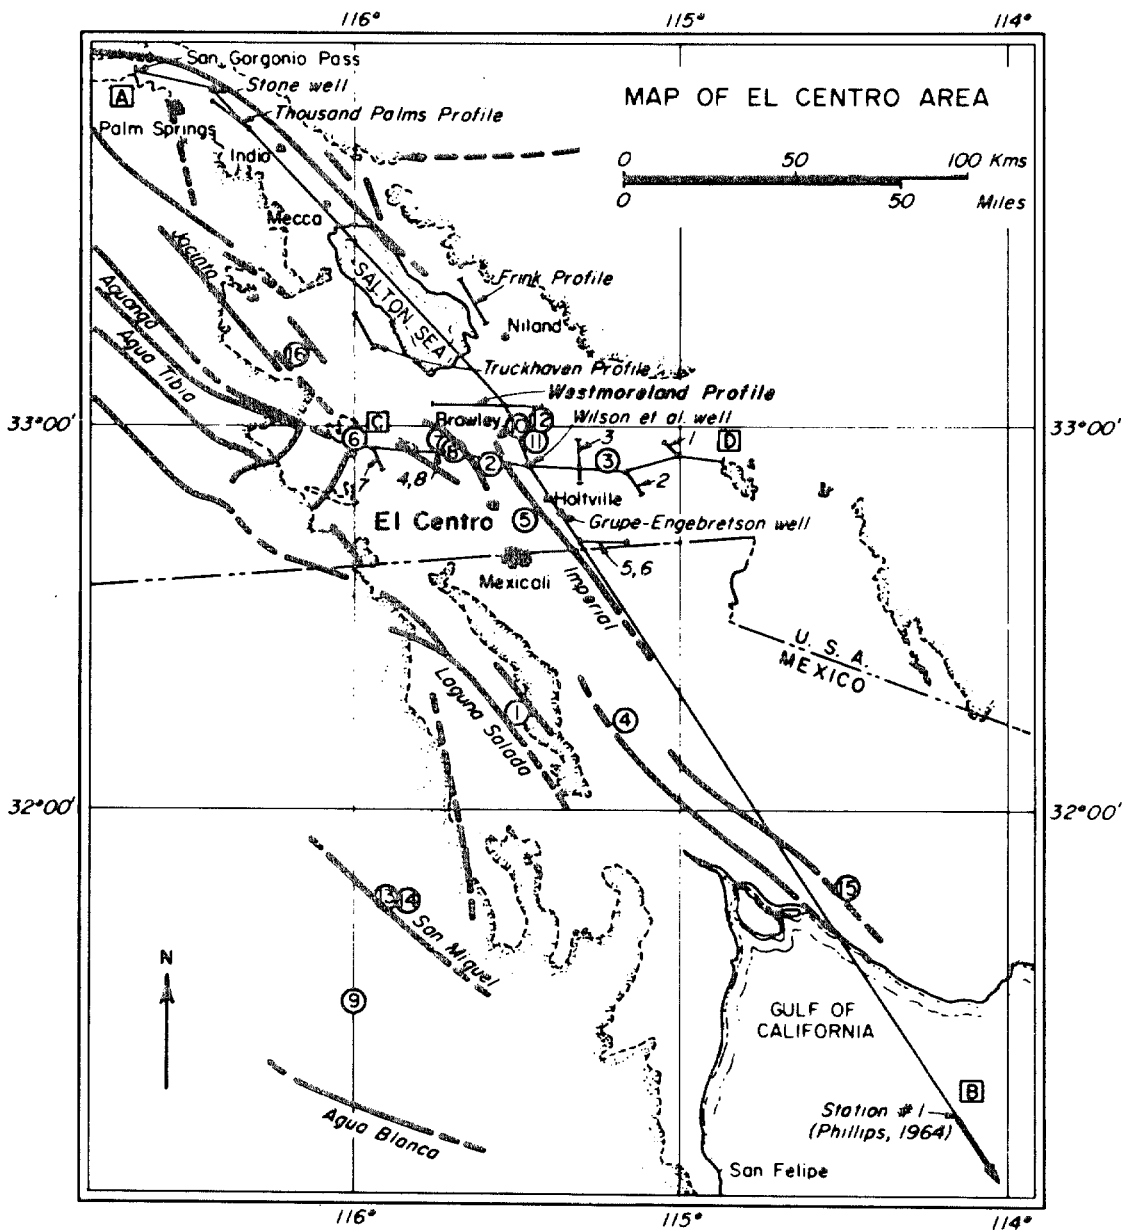 116°
115°
114°
San Gorgonio Pass
Stone well
A
Thousand Palms Profile
Palm Springs
Indio
Mecca
MAP OF EL CENTRO AREA
0 50 100 Kms
0 50 Miles
Jacinto
SALTON SEA
Frink Profile
Niland
Aguanga
Agua Tibia
16
Truckhaven Profile
Westmoreland Profile
33°00'
33°00'
C
Brawley
10
12
Wilson et al. well
6
7
8
11
3
1
D
2
3
7
4,8
2
Holtville
El Centro
5
Grupe-Engebretson well
5,6
Mexicali
Imperial
U. S. A.
MEXICO
Laguna Salada
1
4
32°00'
32°00'
13
14
15
San Miguel
N
9
GULF OF
CALIFORNIA
B
Station #1
(Phillips, 1964)
Agua Blanca
San Felipe
116°
115°
114°